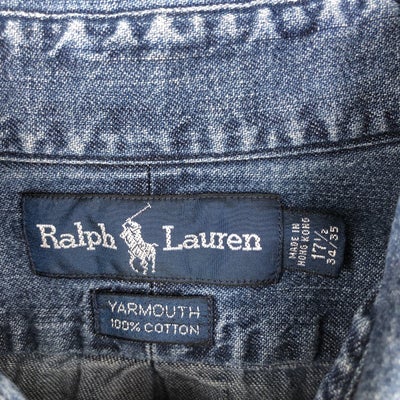 Ralph Lauren
MADE IN
HONG KONG
17½
34/35
YARMOUTH
100% COTTON